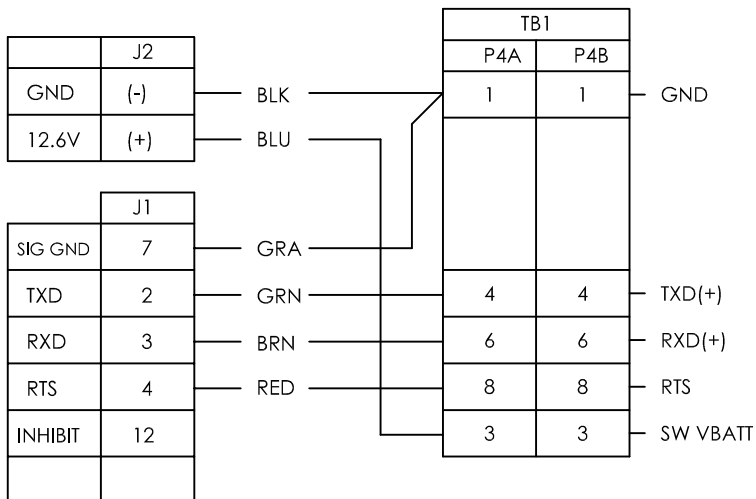 TB1
P4A P4B
J2
GND (-) BLK 1 1 GND
12.6V (+) BLU
J1
SIG GND 7 GRA
TXD 2 GRN 4 4 TXD(+)
RXD 3 BRN 6 6 RXD(+)
RTS 4 RED 8 8 RTS
INHIBIT 12 3 3 SW VBATT